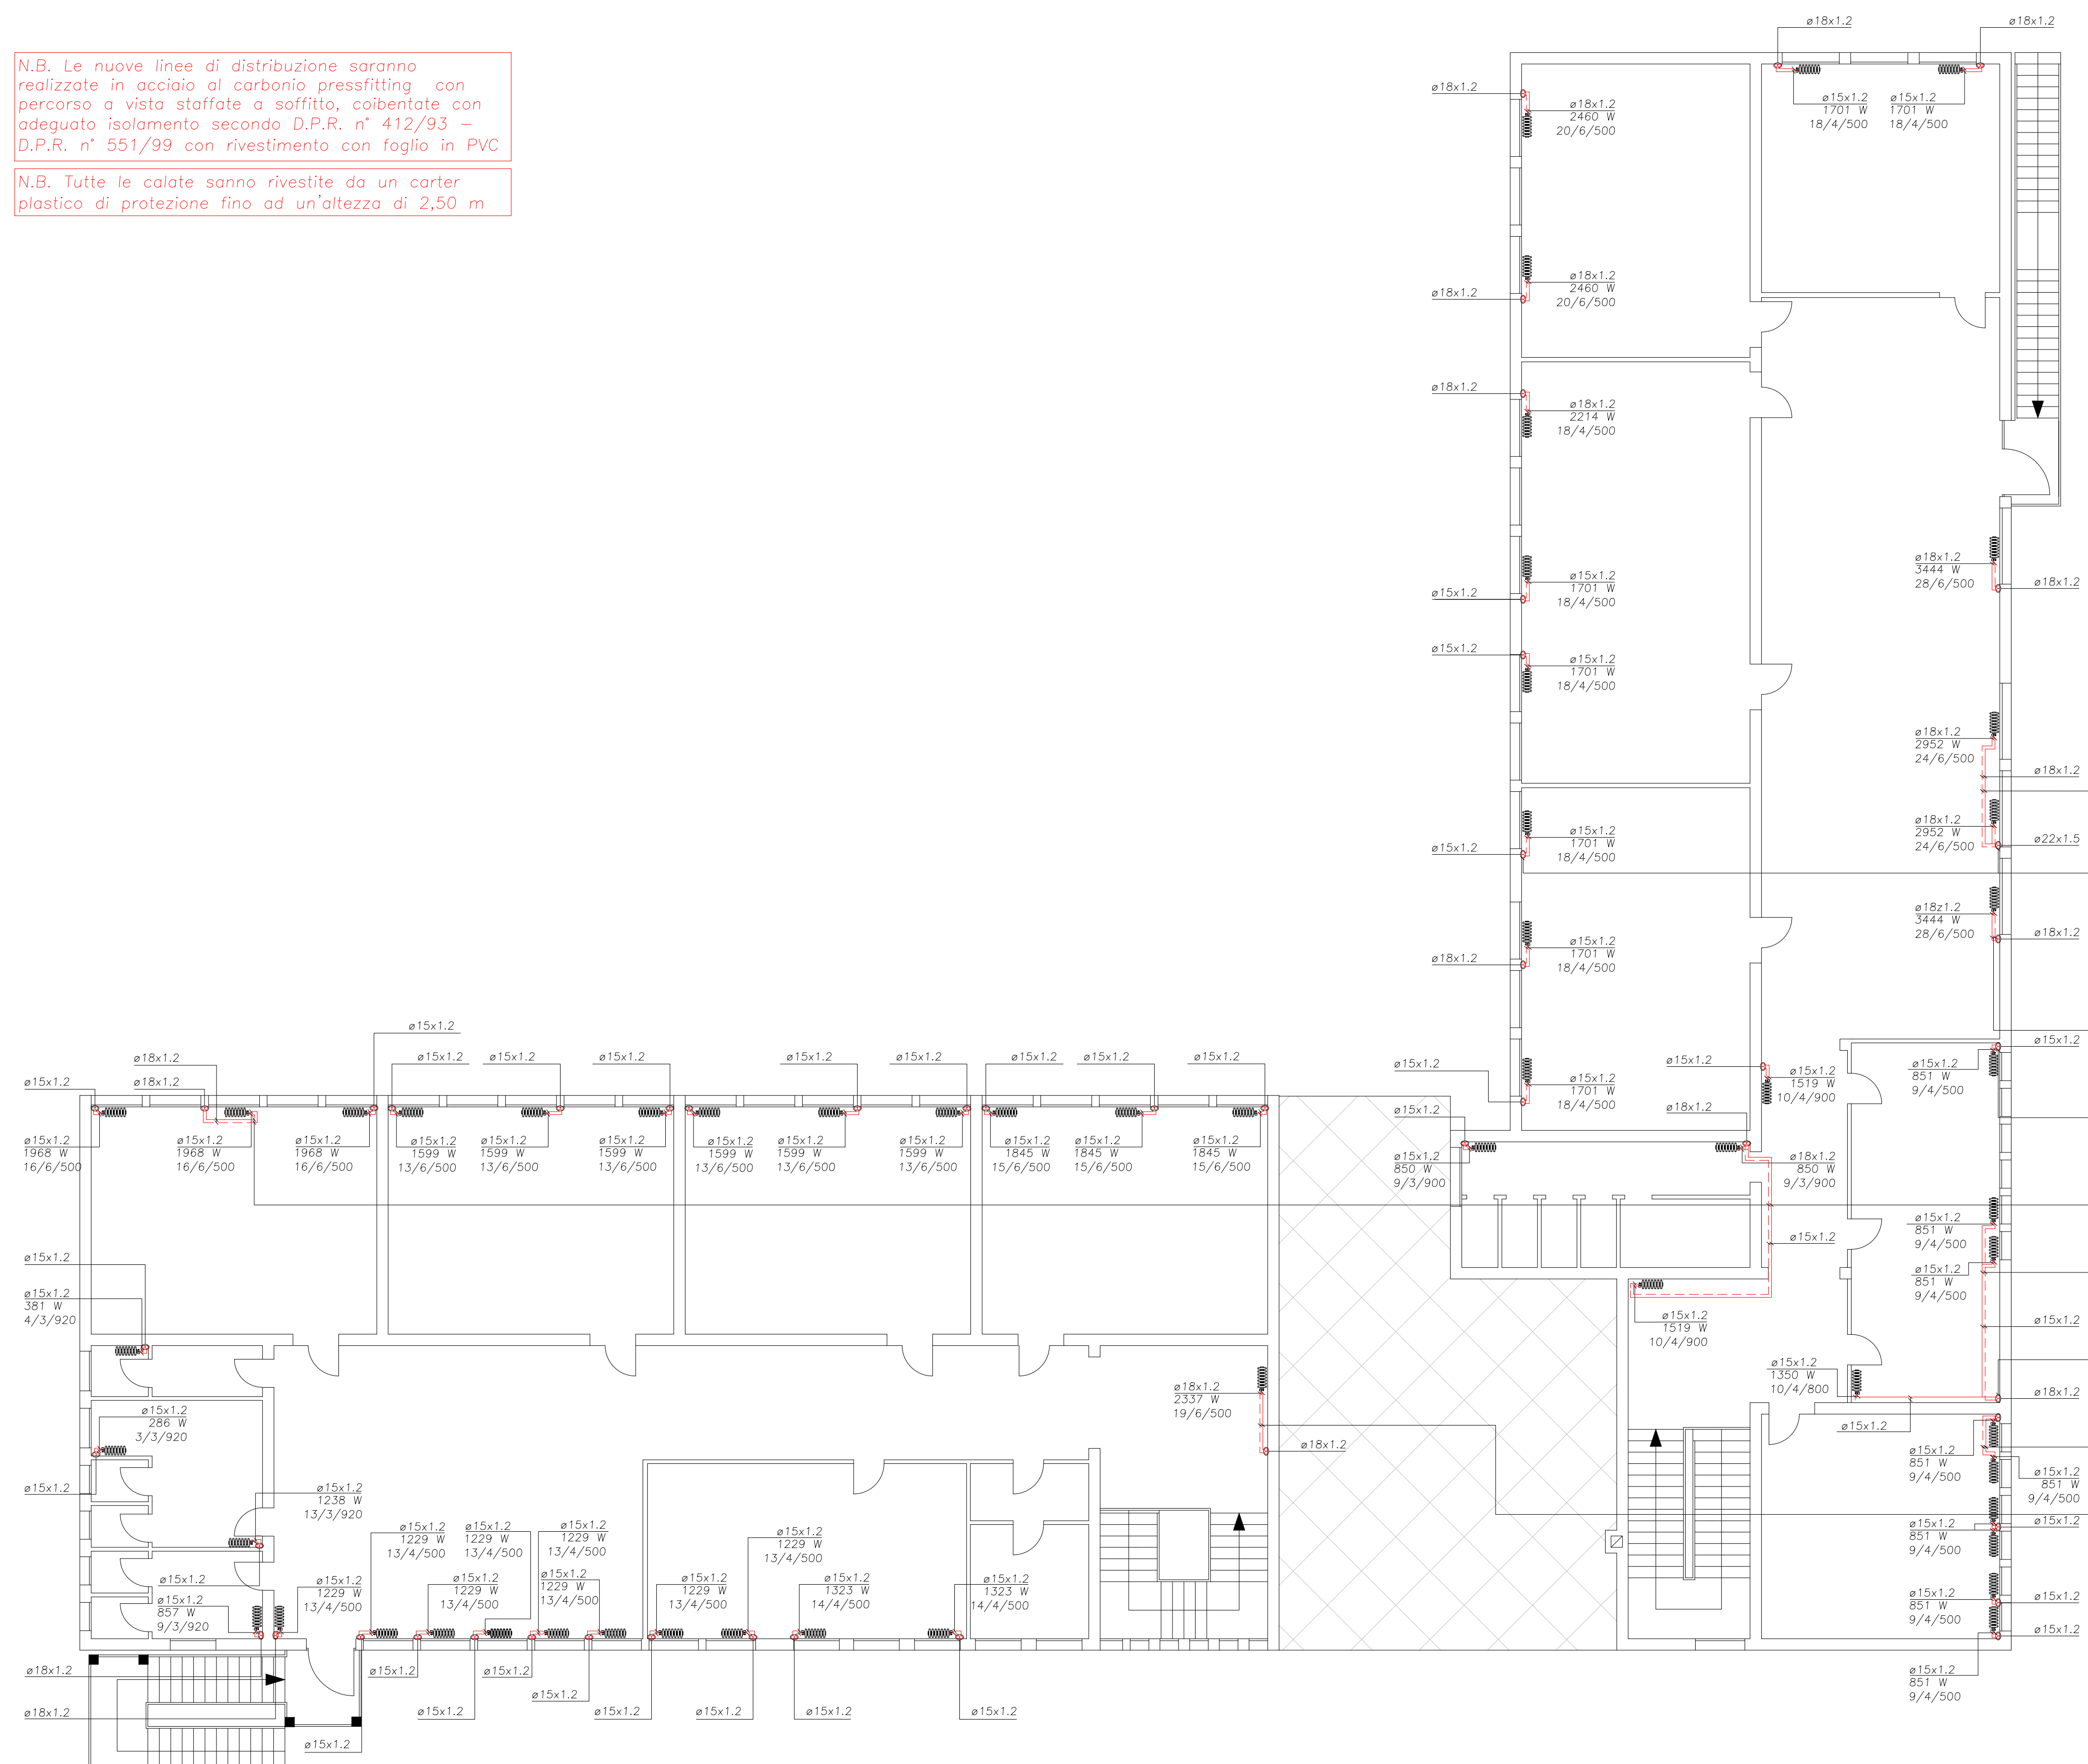 ø18x1.2
ø18x1.2
N.B. Le nuove linee di distribuzione saranno
realizzate in acciaio al carbonio pressfitting con
percorso a vista staffate a soffitto, coibentate con
adeguato isolamento secondo D.P.R. n° 412/93 –
D.P.R. n° 551/99 con rivestimento con foglio in PVC
N.B. Tutte le calate sanno rivestite da un carter
plastico di protezione fino ad un'altezza di 2,50 m
ø18x1.2
ø18x1.2
2460 W
20/6/500
ø15x1.2
1701 W
18/4/500
ø15x1.2
1701 W
18/4/500
ø18x1.2
ø18x1.2
2460 W
20/6/500
ø18x1.2
ø18x1.2
2214 W
18/4/500
ø15x1.2
ø15x1.2
1701 W
18/4/500
ø18x1.2
3444 W
28/6/500
ø18x1.2
ø15x1.2
ø15x1.2
1701 W
18/4/500
ø18x1.2
2952 W
24/6/500
ø18x1.2
ø15x1.2
ø15x1.2
1701 W
18/4/500
ø18x1.2
2952 W
24/6/500
ø22x1.5
ø18x1.2
ø15x1.2
1701 W
18/4/500
ø18z1.2
3444 W
28/6/500
ø18x1.2
ø15x1.2
ø15x1.2
1701 W
18/4/500
ø15x1.2
ø15x1.2
1519 W
10/4/900
ø15x1.2
851 W
9/4/500
ø15x1.2
ø15x1.2
ø18x1.2
ø15x1.2
850 W
9/3/900
ø18x1.2
850 W
9/3/900
ø15x1.2
ø15x1.2
851 W
9/4/500
ø15x1.2
851 W
9/4/500
ø15x1.2
1519 W
10/4/900
ø15x1.2
ø15x1.2
1350 W
10/4/800
ø18x1.2
ø15x1.2
ø15x1.2
851 W
9/4/500
ø15x1.2
851 W
9/4/500
ø15x1.2
851 W
9/4/500
ø15x1.2
ø15x1.2
851 W
9/4/500
ø15x1.2
ø15x1.2
ø15x1.2
851 W
9/4/500
ø15x1.2
ø18x1.2
ø15x1.2
ø15x1.2
ø15x1.2
ø15x1.2
ø15x1.2
ø15x1.2
ø15x1.2
ø15x1.2
ø15x1.2
ø15x1.2
ø18x1.2
ø15x1.2
1968 W
16/6/500
ø15x1.2
1968 W
16/6/500
ø15x1.2
1968 W
16/6/500
ø15x1.2
1599 W
13/6/500
ø15x1.2
1599 W
13/6/500
ø15x1.2
1599 W
13/6/500
ø15x1.2
1599 W
13/6/500
ø15x1.2
1599 W
13/6/500
ø15x1.2
1599 W
13/6/500
ø15x1.2
1845 W
15/6/500
ø15x1.2
1845 W
15/6/500
ø15x1.2
1845 W
15/6/500
ø15x1.2
ø15x1.2
381 W
4/3/920
ø18x1.2
2337 W
19/6/500
ø18x1.2
ø15x1.2
286 W
3/3/920
ø15x1.2
ø15x1.2
1238 W
13/3/920
ø15x1.2
1229 W
13/4/500
ø15x1.2
1229 W
13/4/500
ø15x1.2
1229 W
13/4/500
ø15x1.2
1229 W
13/4/500
ø15x1.2
ø15x1.2
857 W
9/3/920
ø15x1.2
1229 W
13/4/500
ø15x1.2
1229 W
13/4/500
ø15x1.2
1229 W
13/4/500
ø15x1.2
1229 W
13/4/500
ø15x1.2
1323 W
14/4/500
ø15x1.2
1323 W
14/4/500
ø18x1.2
ø15x1.2
ø15x1.2
ø15x1.2
ø18x1.2
ø15x1.2
ø15x1.2
ø15x1.2
ø15x1.2
ø15x1.2
ø15x1.2